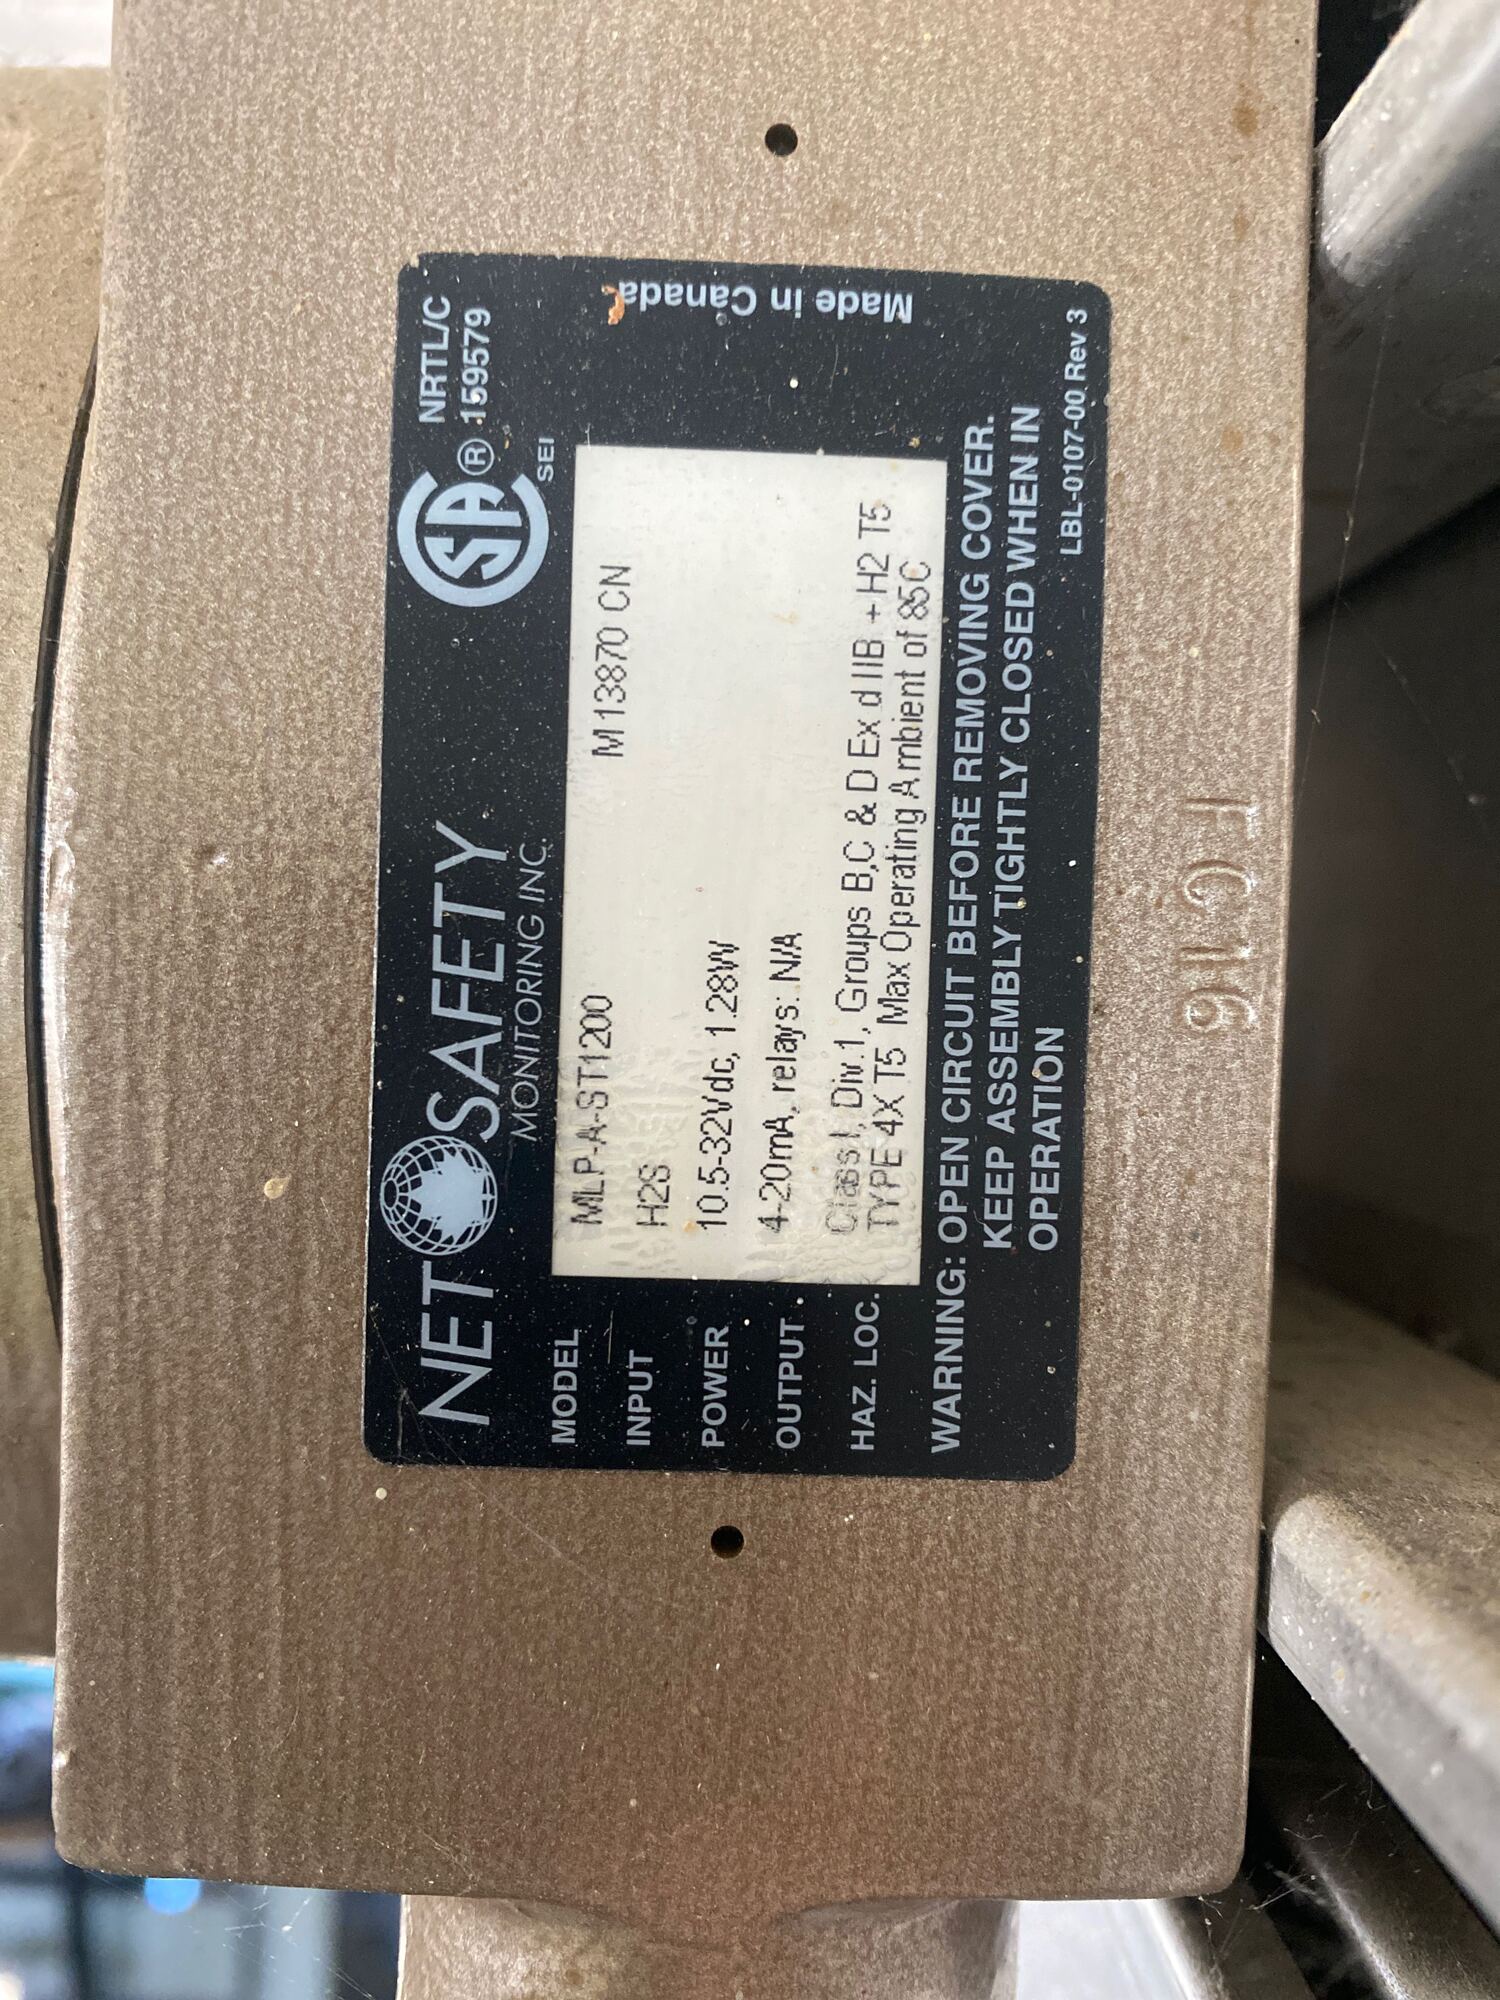 NET SAFETY
MONITORING INC.
SA ® NRTL/C
159579
SEI
MODEL MLP-A-ST1200 M13870 CN
INPUT H2S
POWER 10.5-32Vdc, 1.28W
OUTPUT 4-20mA, relays: N/A
HAZ. LOC. Class I, Div.1, Groups B,C & D Ex d IIB + H2 T5
TYPE 4X T5 Max Operating Ambient of 85C
WARNING: OPEN CIRCUIT BEFORE REMOVING COVER.
KEEP ASSEMBLY TIGHTLY CLOSED WHEN IN
OPERATION
LBL-0107-00 Rev 3
Made in Canada
FC16